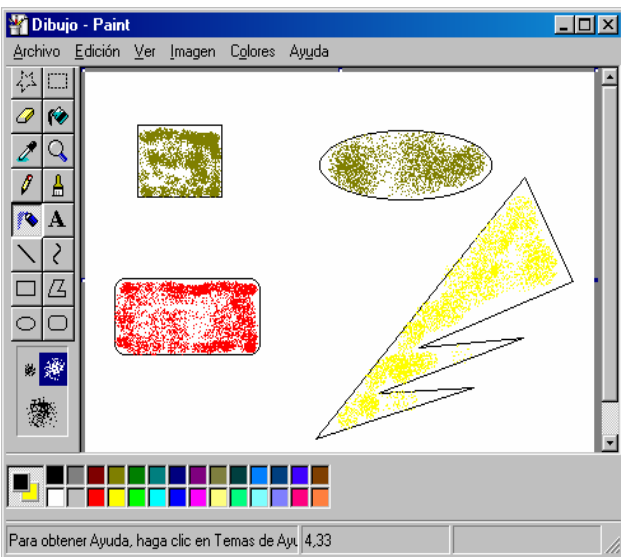 Dibujo - Paint
Archivo Edición Ver Imagen Colores Ayuda
A
Para obtener Ayuda, haga clic en Temas de Ayu 4,33